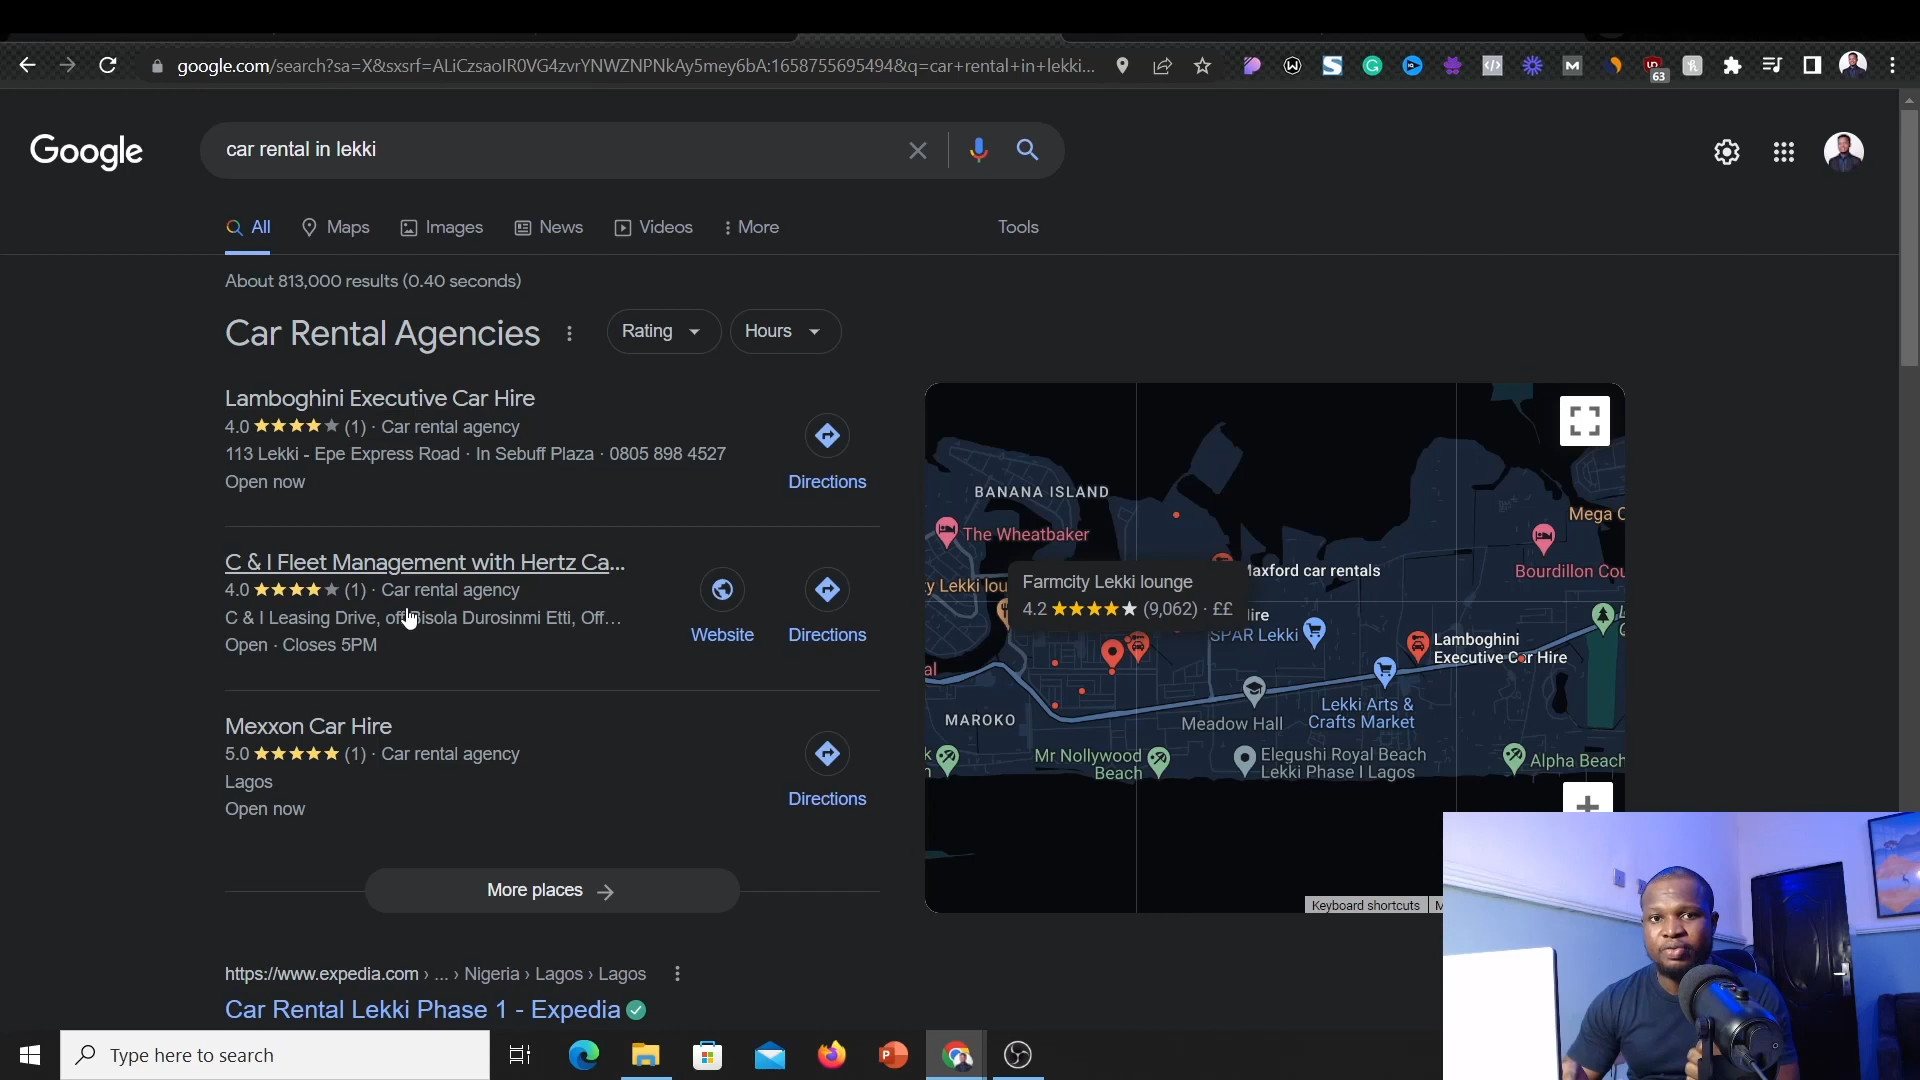 google.com/search?sa=X&sxsrf=ALiCzsaoIR0VG4zvrYNWZNPNkAy5mey6bA:1658755695494&q=car+rental+in+lekki...
63
Google
car rental in lekki
All
Maps
Images
News
Videos
More
Tools
About 813,000 results (0.40 seconds)
Car Rental Agencies
Rating
Hours
Lamboghini Executive Car Hire
4.0 (1) · Car rental agency
113 Lekki - Epe Express Road · In Sebuff Plaza · 0805 898 4527
Open now
Directions
C & I Fleet Management with Hertz Ca...
4.0 (1) · Car rental agency
C & I Leasing Drive, off Bisola Durosinmi Etti, Off...
Open · Closes 5PM
Website
Directions
Mexxon Car Hire
5.0 (1) · Car rental agency
Lagos
Open now
Directions
More places
https://www.expedia.com › ... › Nigeria › Lagos › Lagos
Car Rental Lekki Phase 1 - Expedia
BANANA ISLAND
Mega C
The Wheatbaker
Bourdillon Cou
axford car rentals
y Lekki lou
Farmcity Lekki lounge
4.2 (9,062) · ££
ire
SPAR Lekki
Lamboghini
Executive Car Hire
al
Lekki Arts &
Crafts Market
MAROKO
Meadow Hall
Mr Nollywood
Beach
Elegushi Royal Beach
Lekki Phase I Lagos
Alpha Beach
Keyboard shortcuts
M
Type here to search